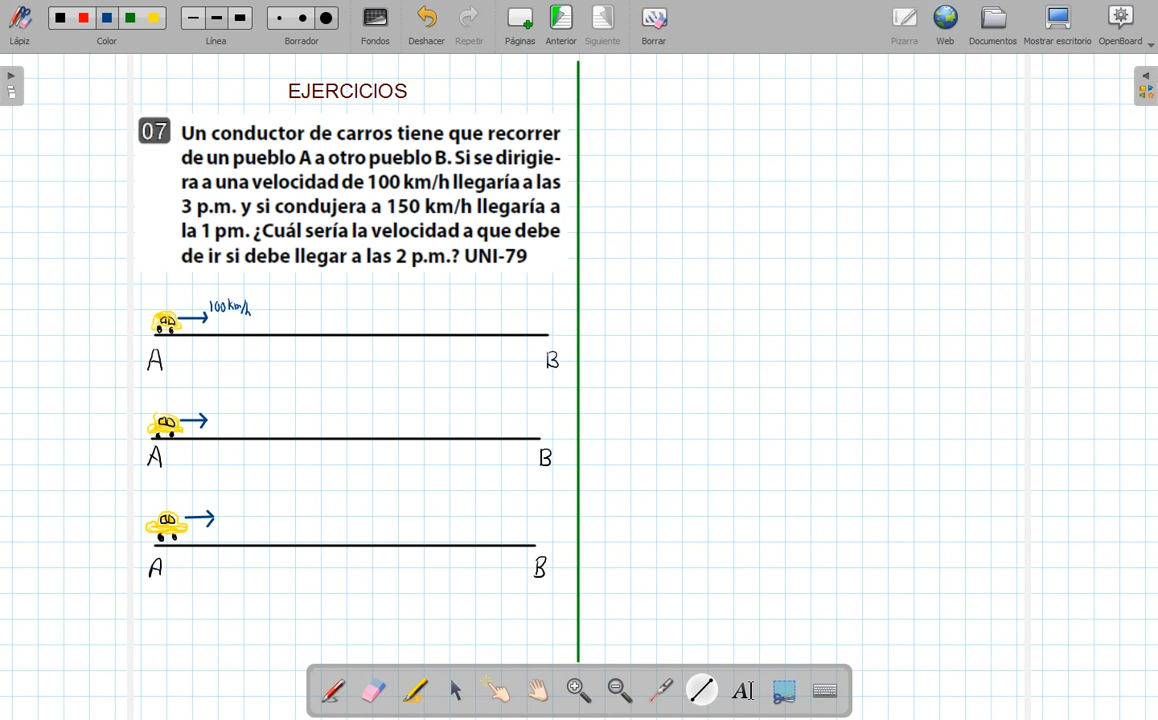 Lápiz
Color
Línea
Borrador
Fondos
Deshacer
Repetir
Páginas
Anterior
Siguiente
Borrar
Pizarra
Web
Documentos
Mostrar escritorio
OpenBoard
EJERCICIOS
07 Un conductor de carros tiene que recorrer
de un pueblo A a otro pueblo B. Si se dirigie-
ra a una velocidad de 100 km/h llegaría a las
3 p.m. y si condujera a 150 km/h llegaría a
la 1 pm. ¿Cuál sería la velocidad a que debe
de ir si debe llegar a las 2 p.m.? UNI-79
100 km/h
A B
A B
A B
AI